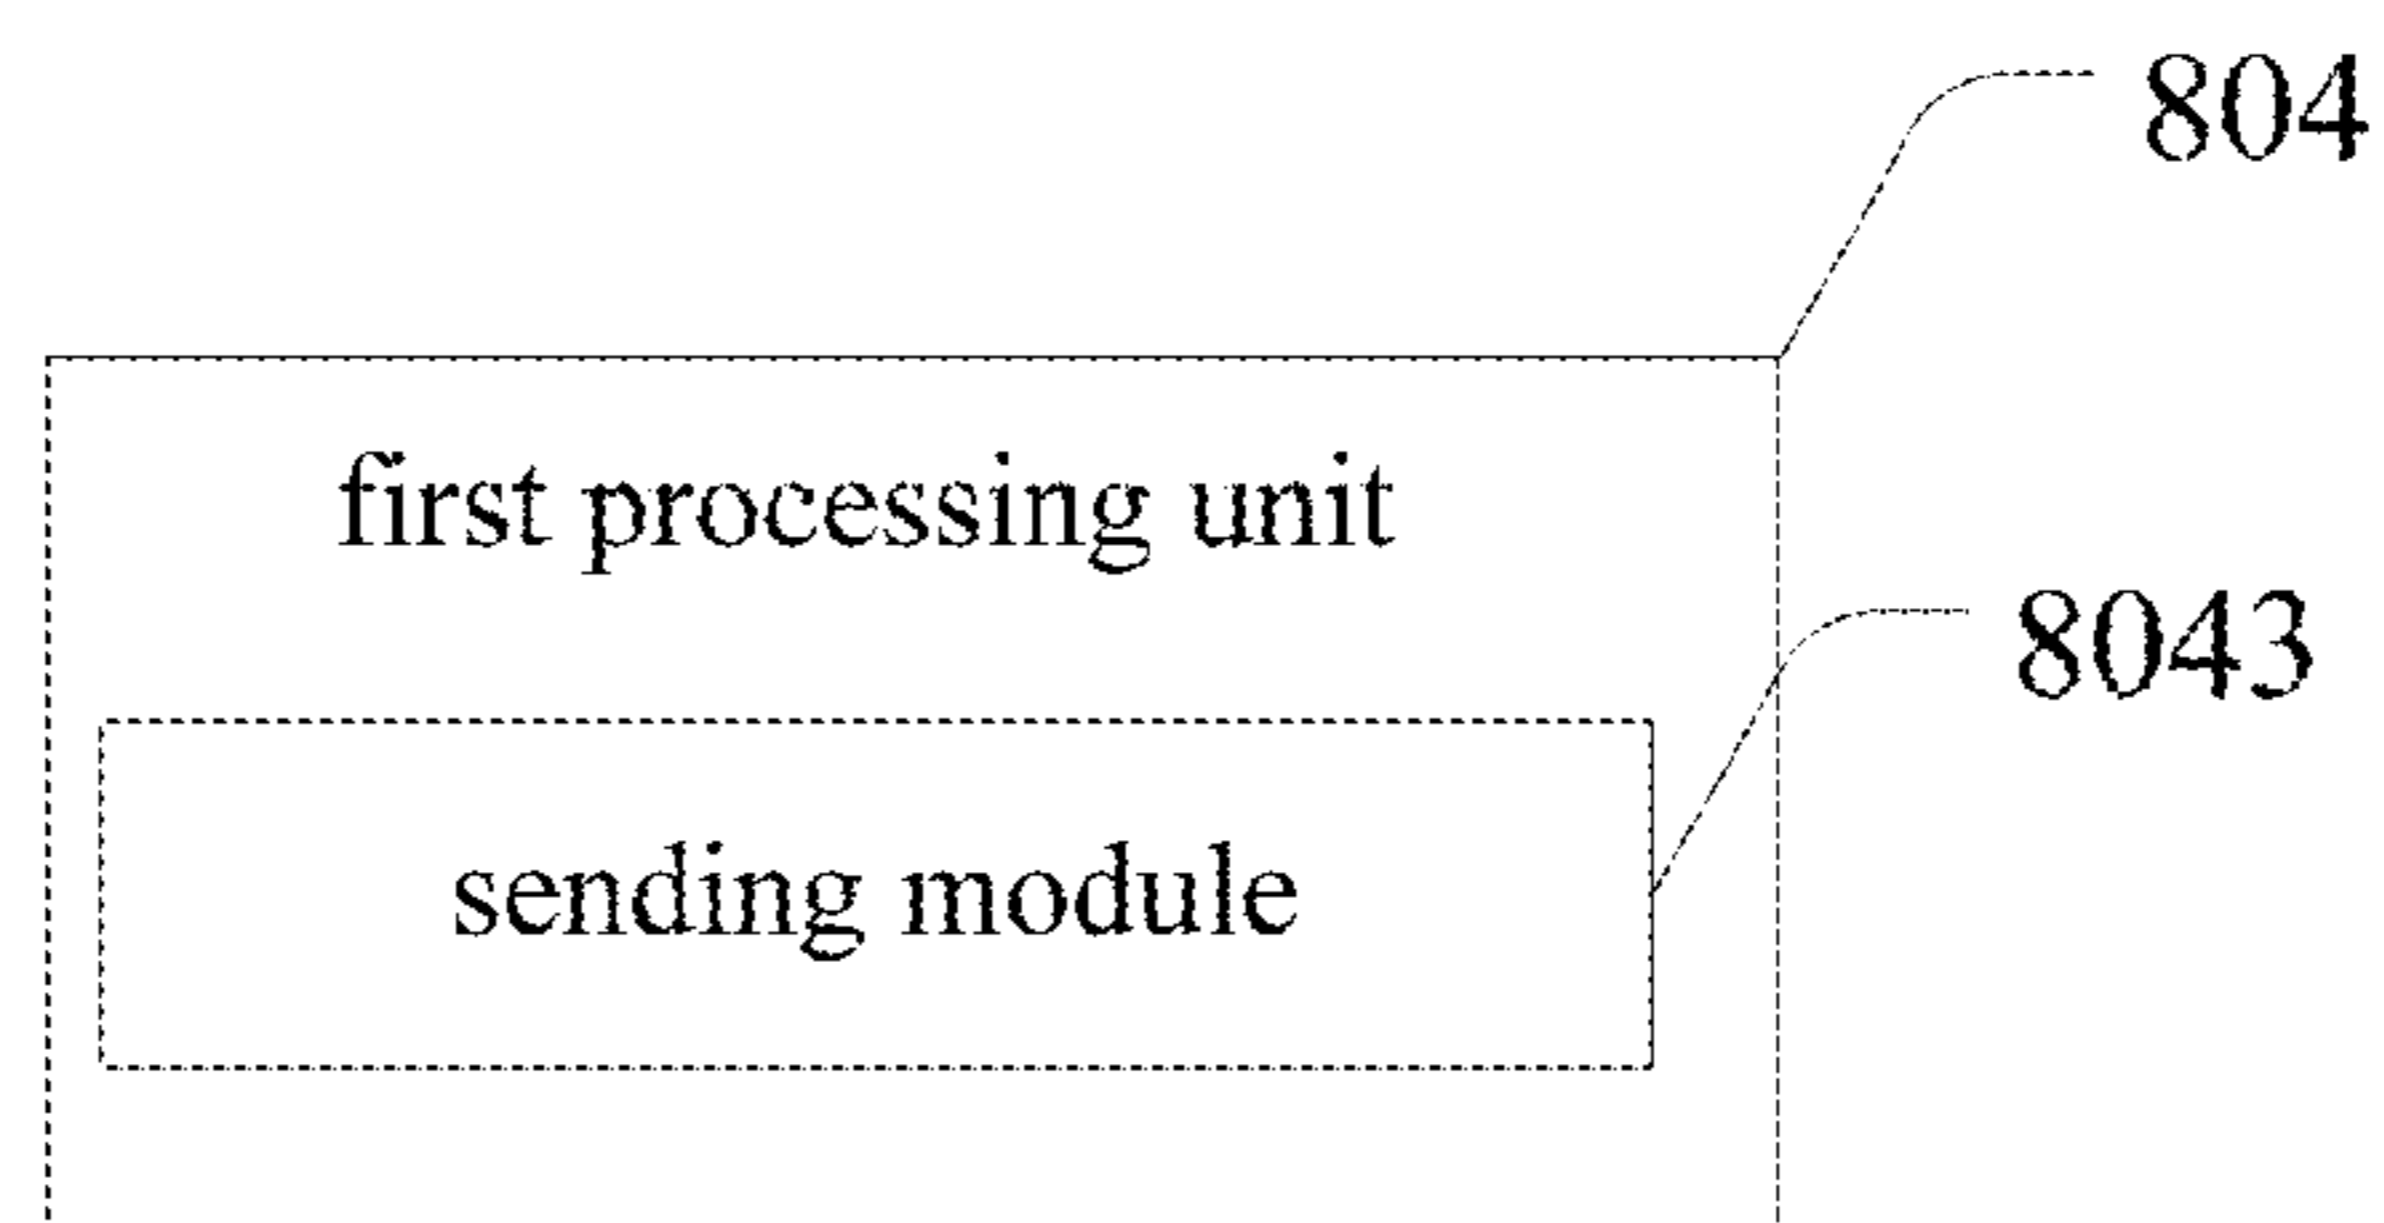 804
first processing unit
8043
sending module